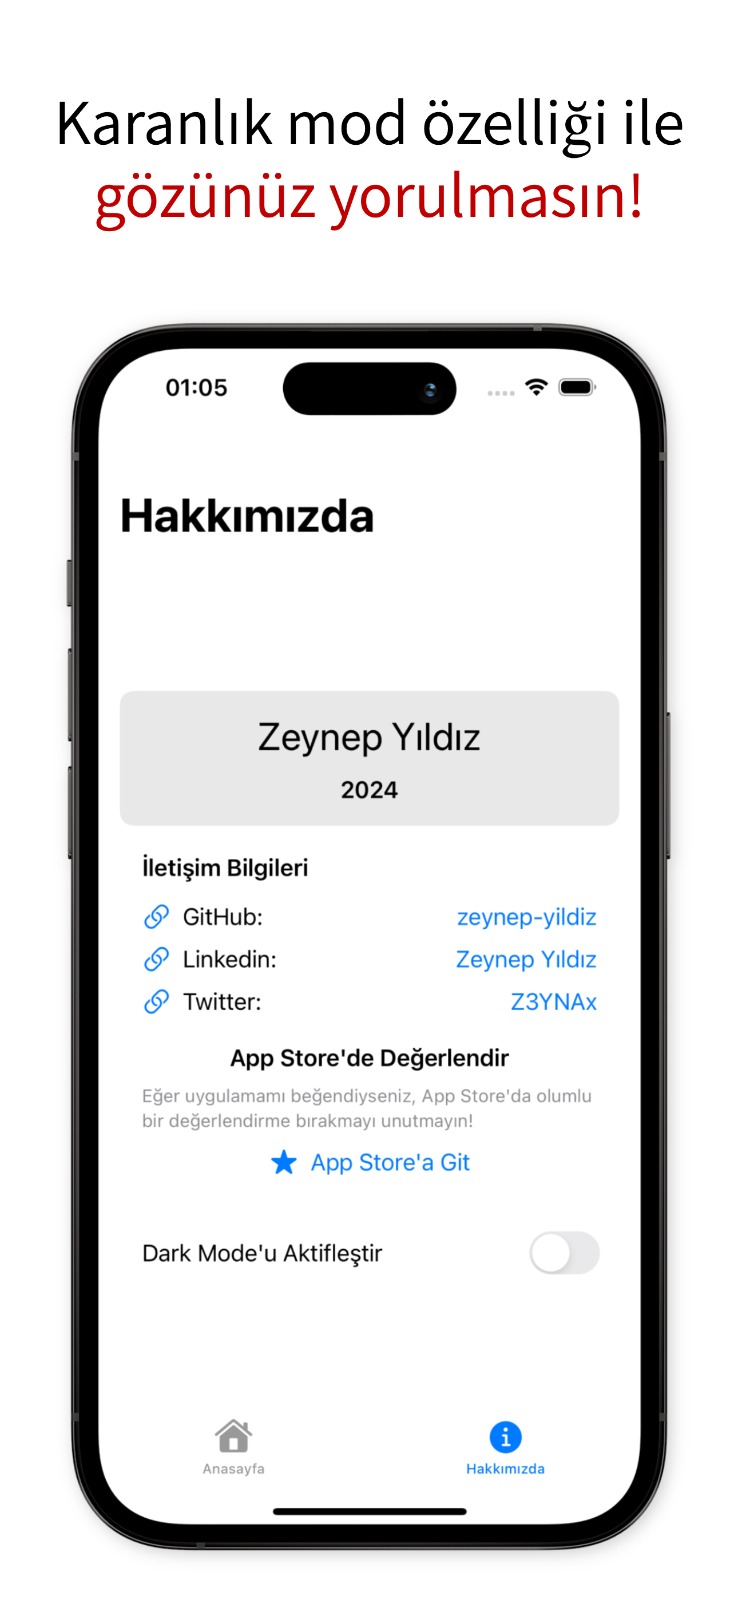 Karanlık mod özelliği ile
gözünüz yorulmasın!
01:05
Hakkımızda
Zeynep Yıldız
2024
İletişim Bilgileri
GitHub: zeynep-yildiz
Linkedin: Zeynep Yıldız
Twitter: Z3YNAx
App Store'de Değerlendir
Eğer uygulamamı beğendiyseniz, App Store'da olumlu
bir değerlendirme bırakmayı unutmayın!
App Store'a Git
Dark Mode'u Aktifleştir
Anasayfa Hakkımızda